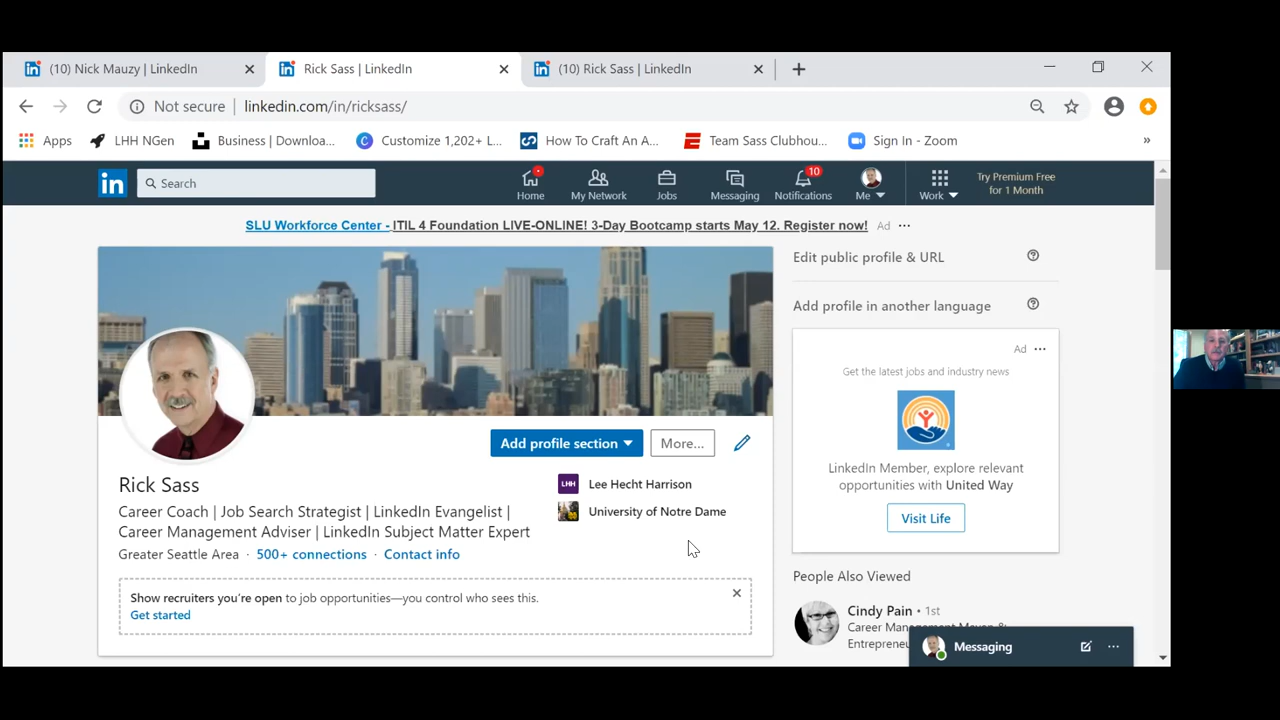 (10) Nick Mauzy | LinkedIn
Rick Sass | LinkedIn
(10) Rick Sass | LinkedIn
Not secure
linkedin.com/in/ricksass/
Apps
LHH NGen
Business | Downloa...
Customize 1,202+ L...
How To Craft An A...
Team Sass Clubhou...
Sign In - Zoom
»
in
Search
Home
My Network
Jobs
Messaging
10
Notifications
Me
Work
Try Premium Free
for 1 Month
SLU Workforce Center - ITIL 4 Foundation LIVE-ONLINE! 3-Day Bootcamp starts May 12. Register now! Ad ...
Edit public profile & URL
Add profile in another language
Add profile section
More...
Rick Sass
Career Coach | Job Search Strategist | LinkedIn Evangelist |
Career Management Adviser | LinkedIn Subject Matter Expert
Greater Seattle Area · 500+ connections · Contact info
LHH
Lee Hecht Harrison
University of Notre Dame
Show recruiters you're open to job opportunities—you control who sees this.
Get started
Ad ...
Get the latest jobs and industry news
LinkedIn Member, explore relevant
opportunities with United Way
Visit Life
People Also Viewed
Cindy Pain • 1st
Career Management Maven &
Entrepreneu
Messaging